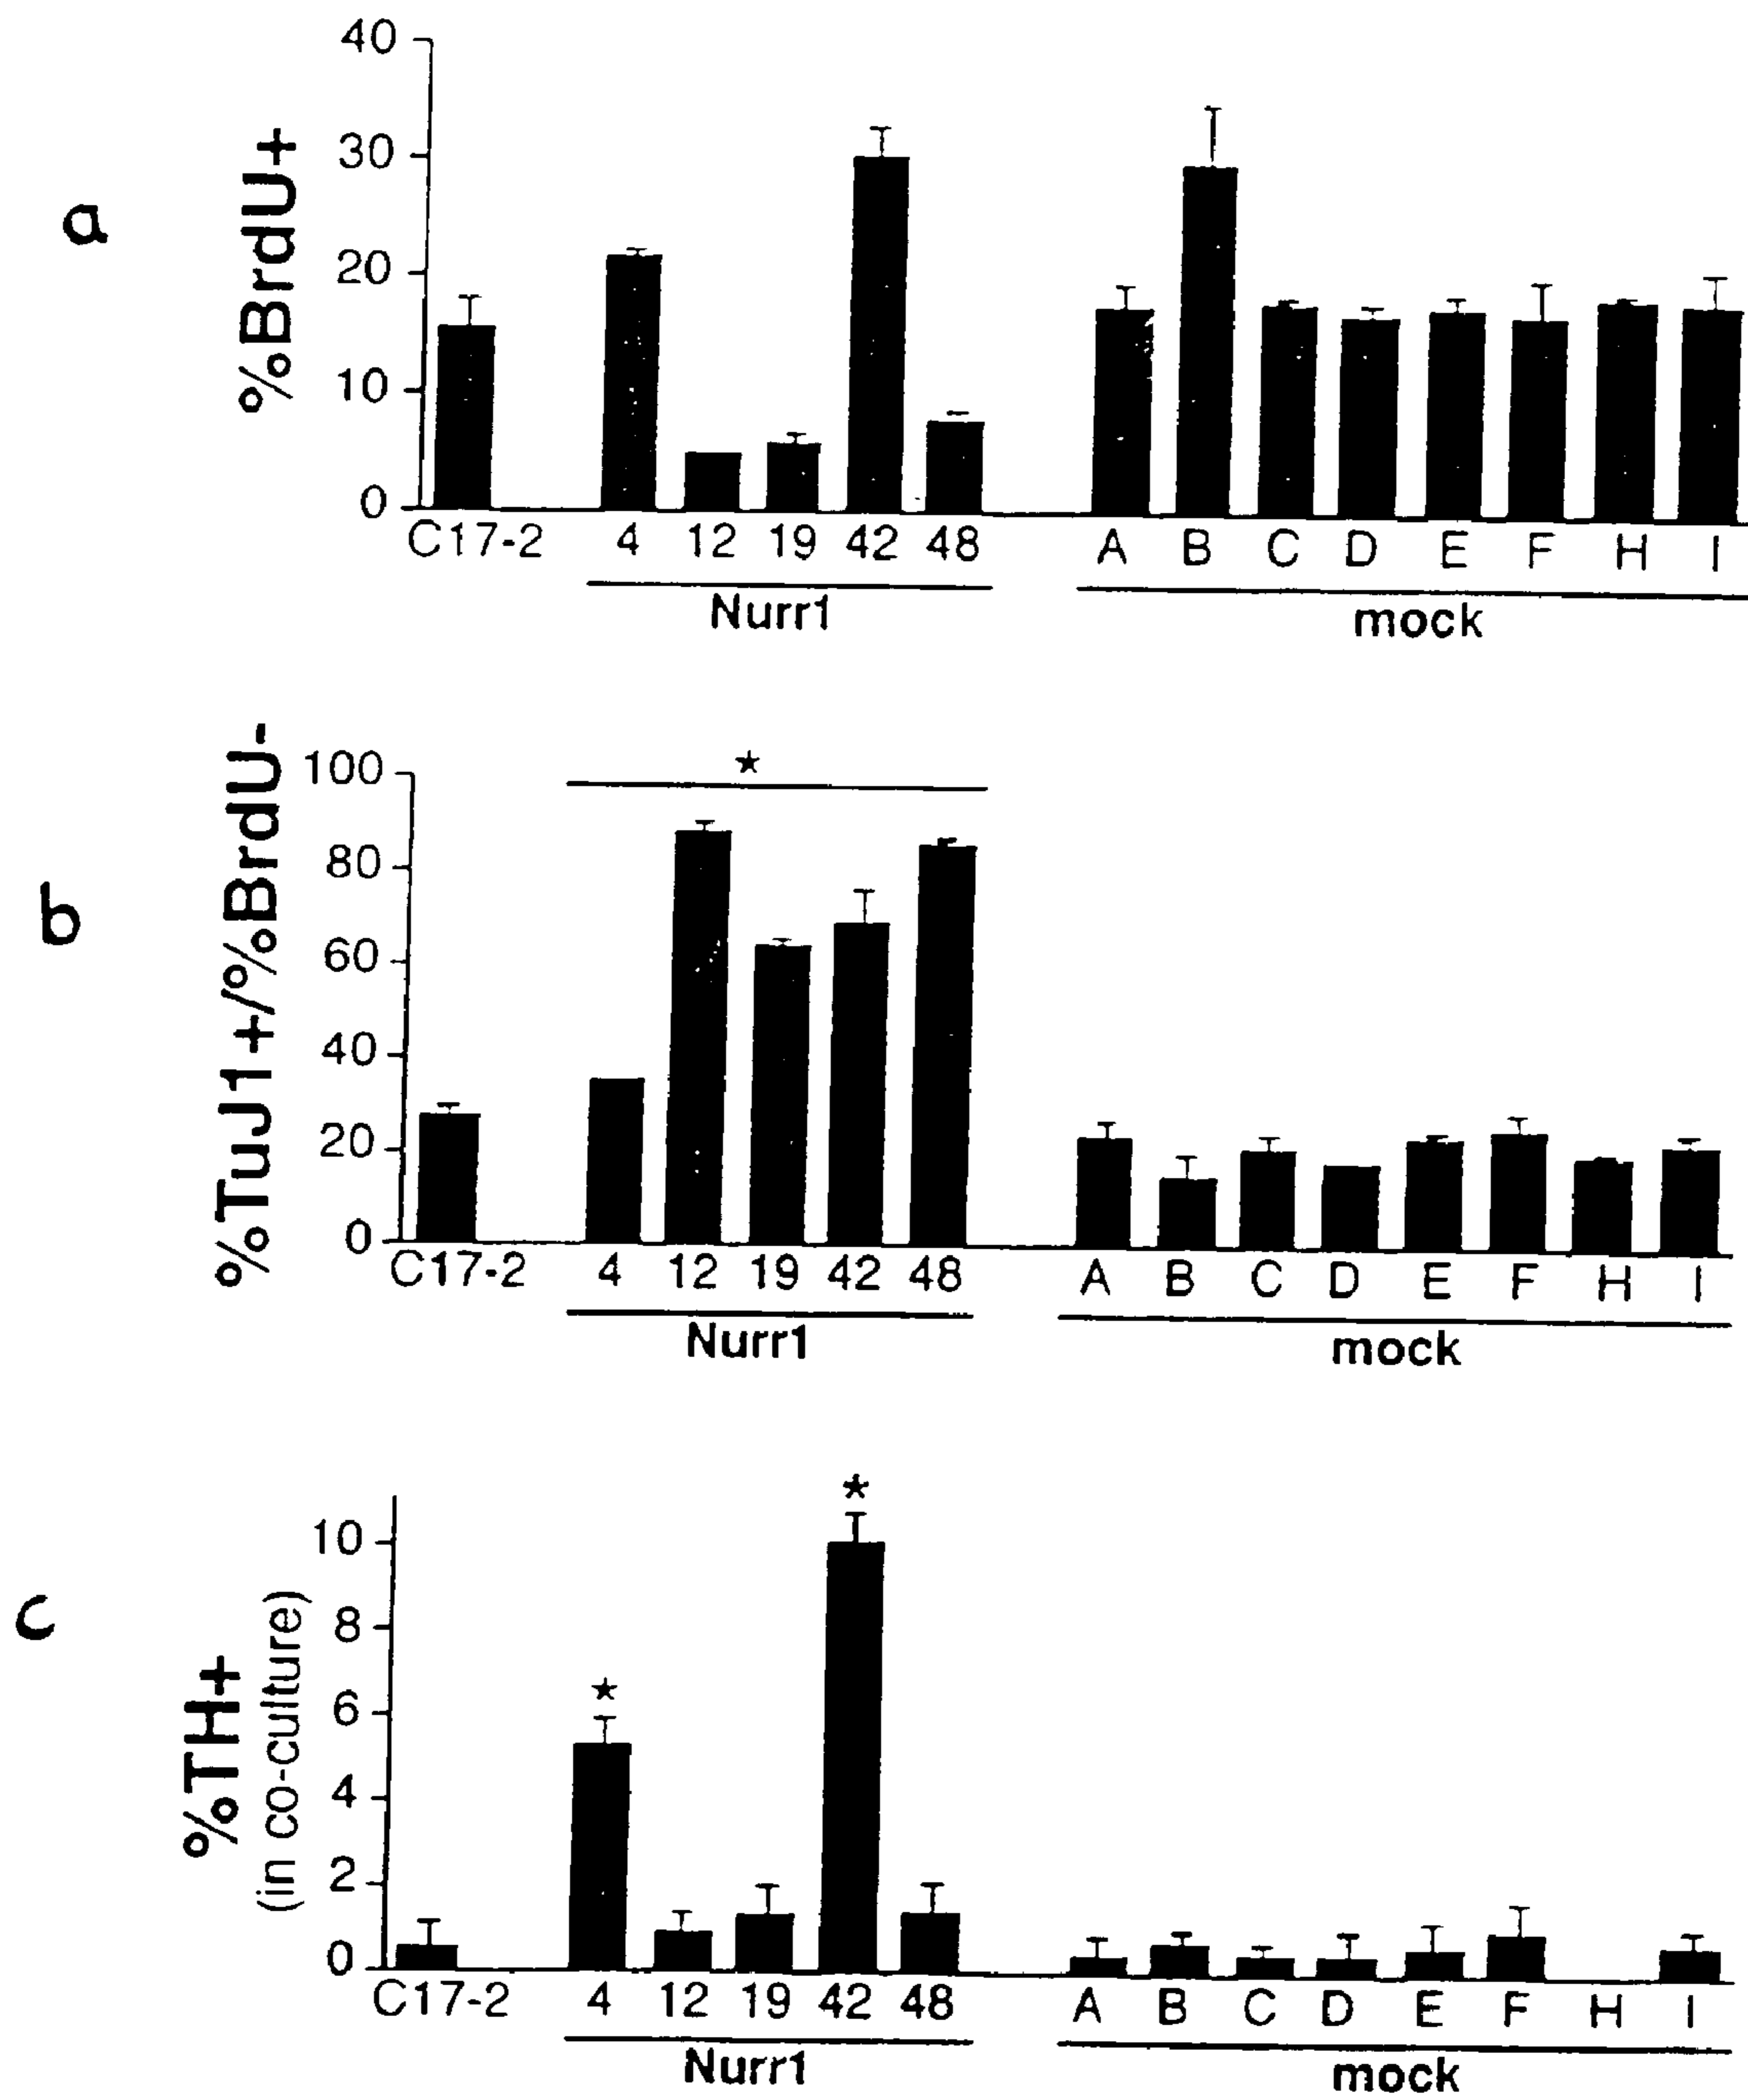 a
%BrdU+
40
30
20
10
0
C17-2 4 12 19 42 48 A B C D E F H I
Nurr1 mock
b
%TuJ1+/%BrdU-
100
80
60
40
20
0
★
C17-2 4 12 19 42 48 A B C D E F H I
Nurr1 mock
c
%TH+
(in co-culture)
10
8
6
4
2
0
★
★
C17-2 4 12 19 42 48 A B C D E F H I
Nurr1 mock